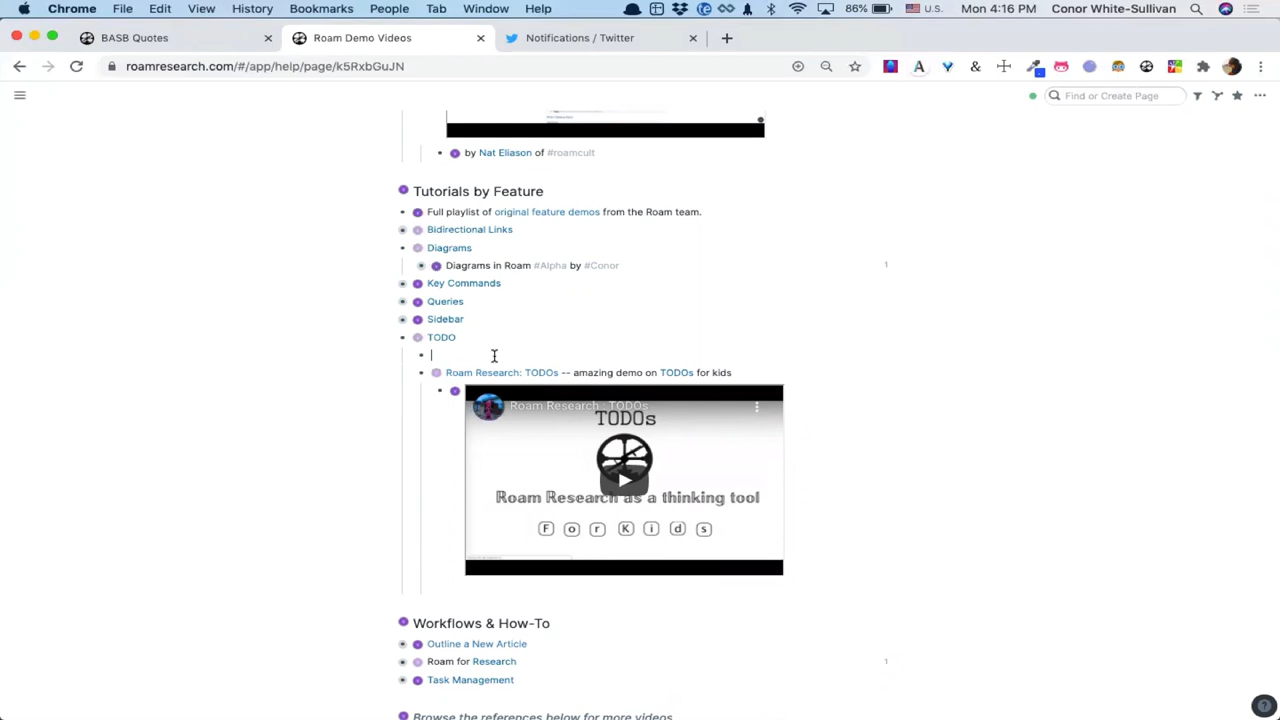 Chrome File Edit View History Bookmarks People Tab Window Help 86% U.S. Mon 4:16 PM Conor White-Sullivan
BASB Quotes Roam Demo Videos Notifications / Twitter
roamresearch.com/#/app/help/page/k5RxbGuJN
Find or Create Page
by Nat Eliason of #roamcult
Tutorials by Feature
Full playlist of original feature demos from the Roam team.
Bidirectional Links
Diagrams
Diagrams in Roam #Alpha by #Conor 1
Key Commands
Queries
Sidebar
TODO
Roam Research: TODOs -- amazing demo on TODOs for kids
Roam Research : TODOs
TODOs
Roam Research as a thinking tool
For Kids
Workflows & How-To
Outline a New Article
Roam for Research 1
Task Management
Browse the references below for more videos